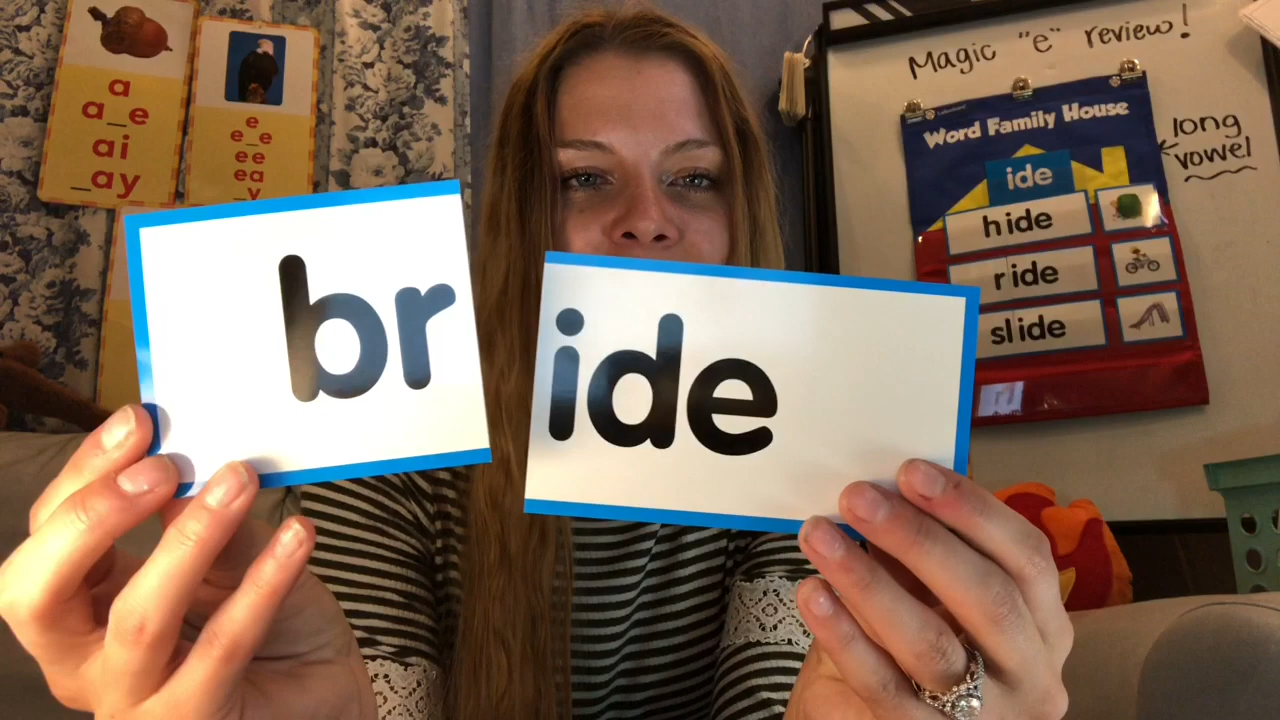 a
a_e
ai
_ay
e
e_e
ee
ea
_y
br
ide
Magic "e" review!
Word Family House
ide
hide
ride
slide
long
vowel